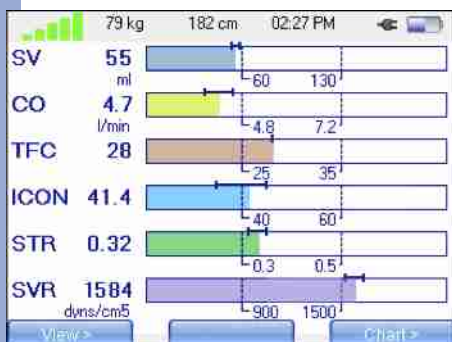 79 kg 182 cm 02:27 PM
SV 55
ml 60 130
CO 4.7
l/min 4.8 7.2
TFC 28
25 35
ICON 41.4
40 60
STR 0.32
0.3 0.5
SVR 1584
dyns/cm5 900 1500
View > Chart >